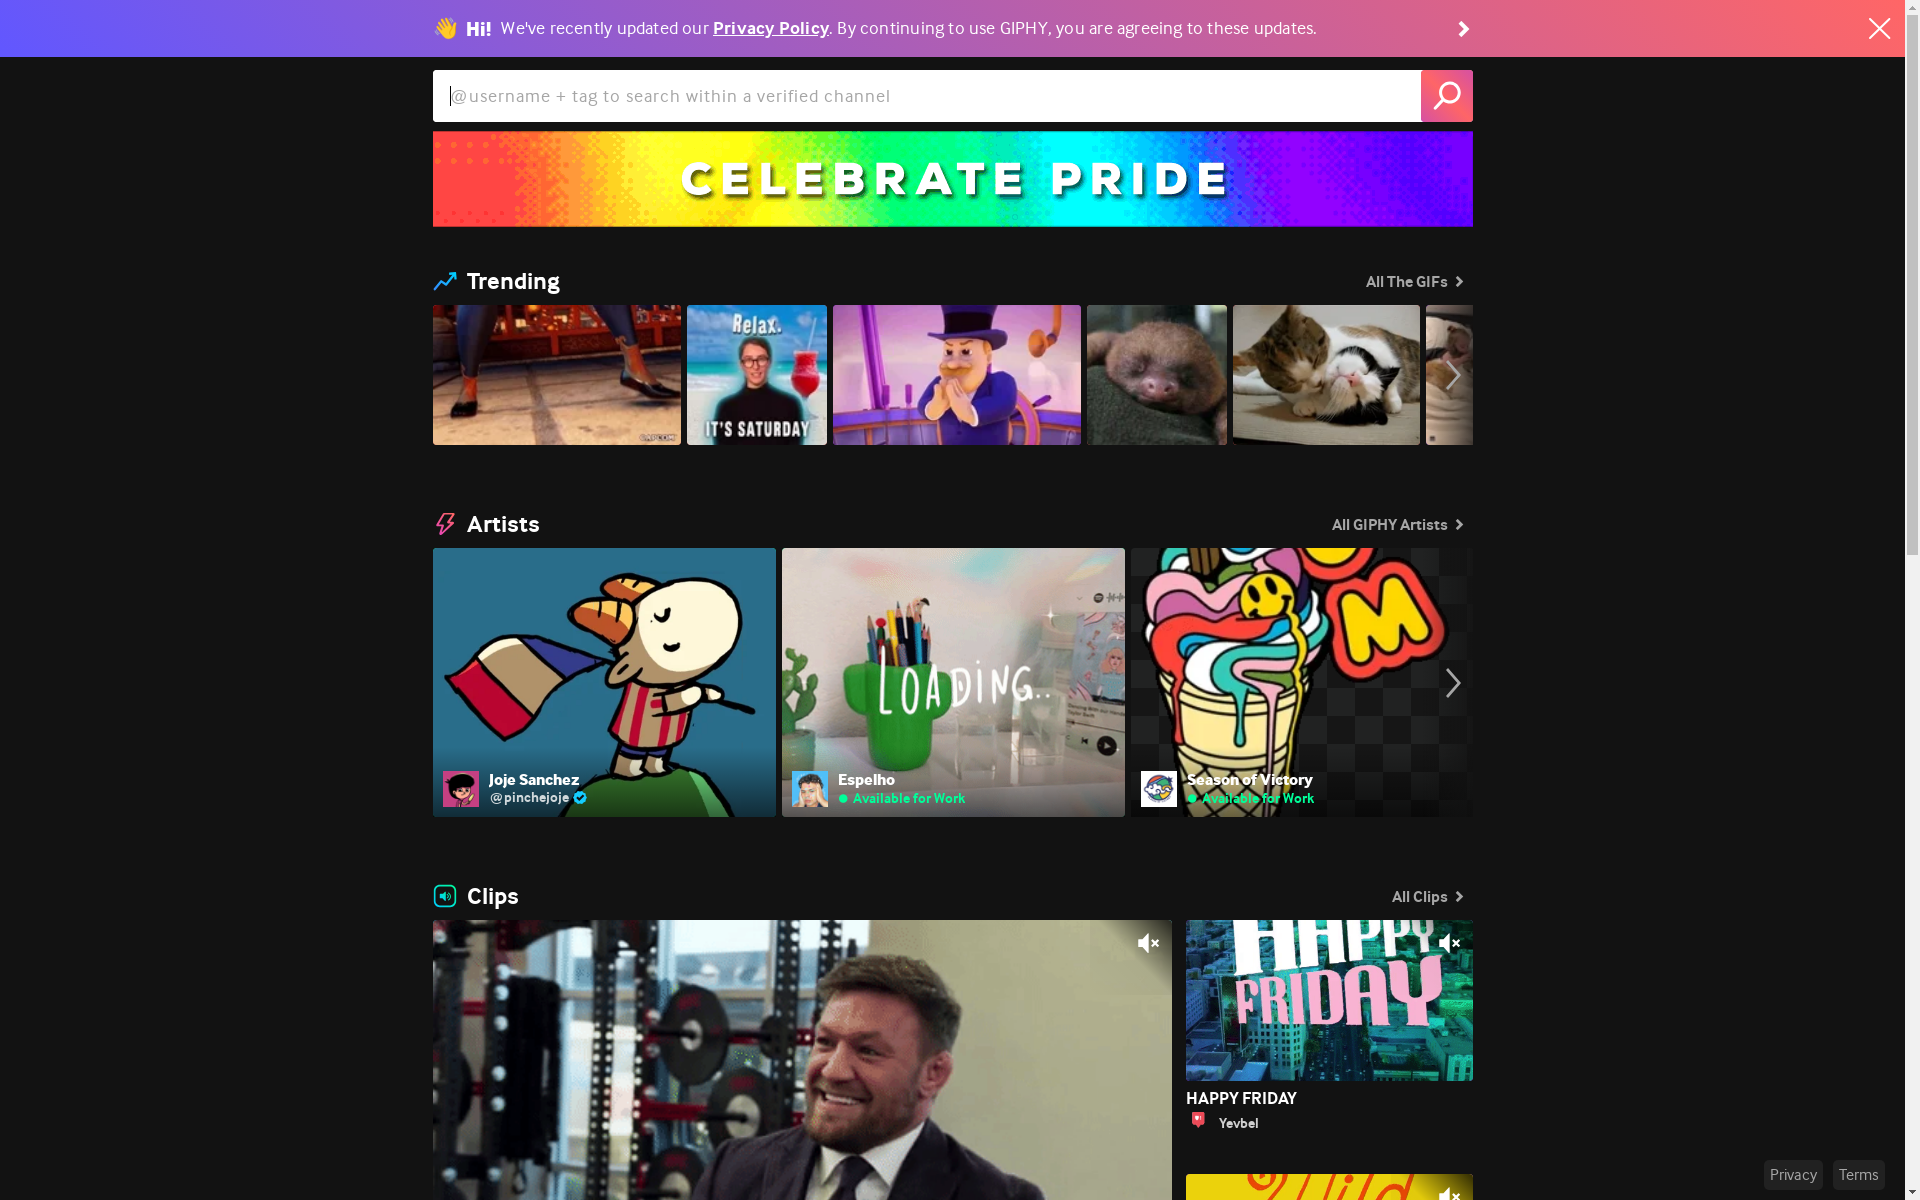 Hi! We've recently updated our Privacy Policy. By continuing to use GIPHY, you are agreeing to these updates.
@username + tag to search within a verified channel
CELEBRATE PRIDE
Trending
All The GIFs
CAPCOM
Relax.
IT'S SATURDAY
Artists
All GIPHY Artists
LOADING..
M
Joje Sanchez
@pinchejoje
Espelho
Available for Work
Season of Victory
Available for Work
Clips
All Clips
HAPPY
FRIDAY
HAPPY FRIDAY
Yevbel
Wild
Privacy
Terms